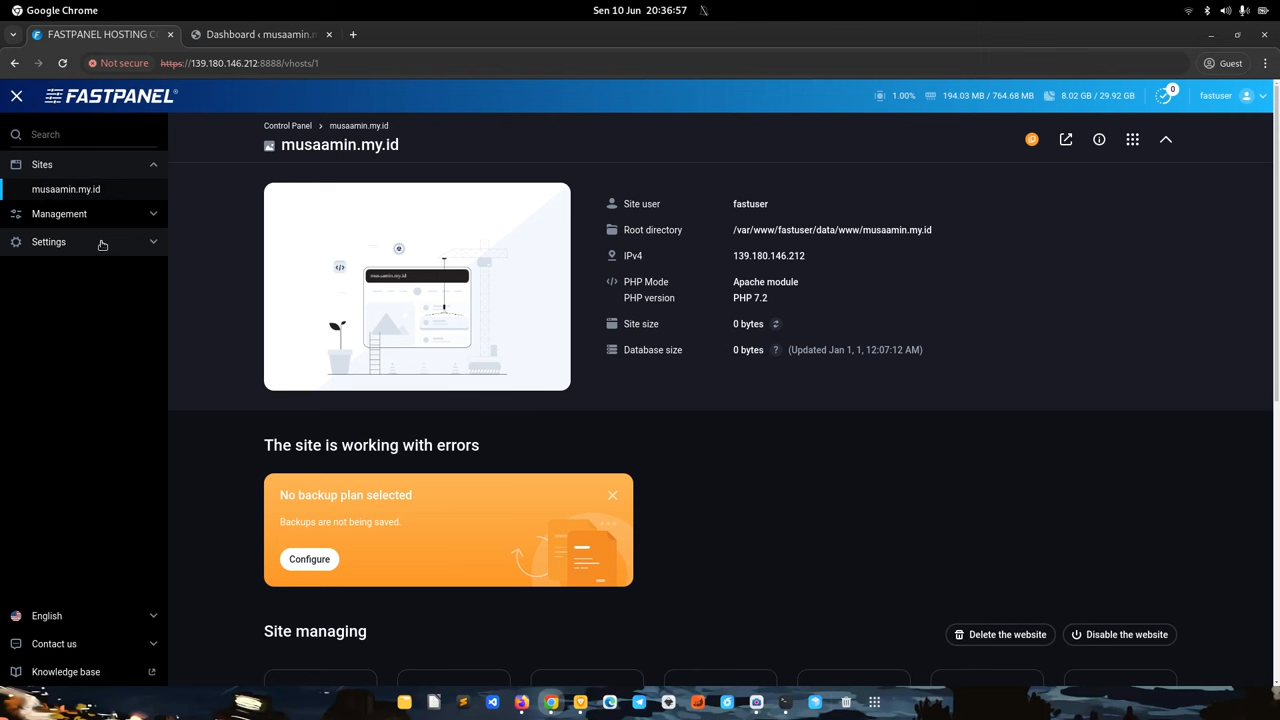 Google Chrome
Sen 10 Jun 20:36:57
FASTPANEL HOSTING C
Dashboard ‹ musaamin.m
Not secure
https://139.180.146.212:8888/vhosts/1
Guest
FASTPANEL
1.00%
194.03 MB / 764.68 MB
8.02 GB / 29.92 GB
0
fastuser
Search
Sites
musaamin.my.id
Management
Settings
English
Contact us
Knowledge base
Control Panel > musaamin.my.id
musaamin.my.id
Site user fastuser
Root directory /var/www/fastuser/data/www/musaamin.my.id
IPv4 139.180.146.212
PHP Mode Apache module
PHP version PHP 7.2
Site size 0 bytes
Database size 0 bytes ? (Updated Jan 1, 1, 12:07:12 AM)
musaamin.my.id
The site is working with errors
No backup plan selected
Backups are not being saved.
Configure
Site managing
Delete the website
Disable the website